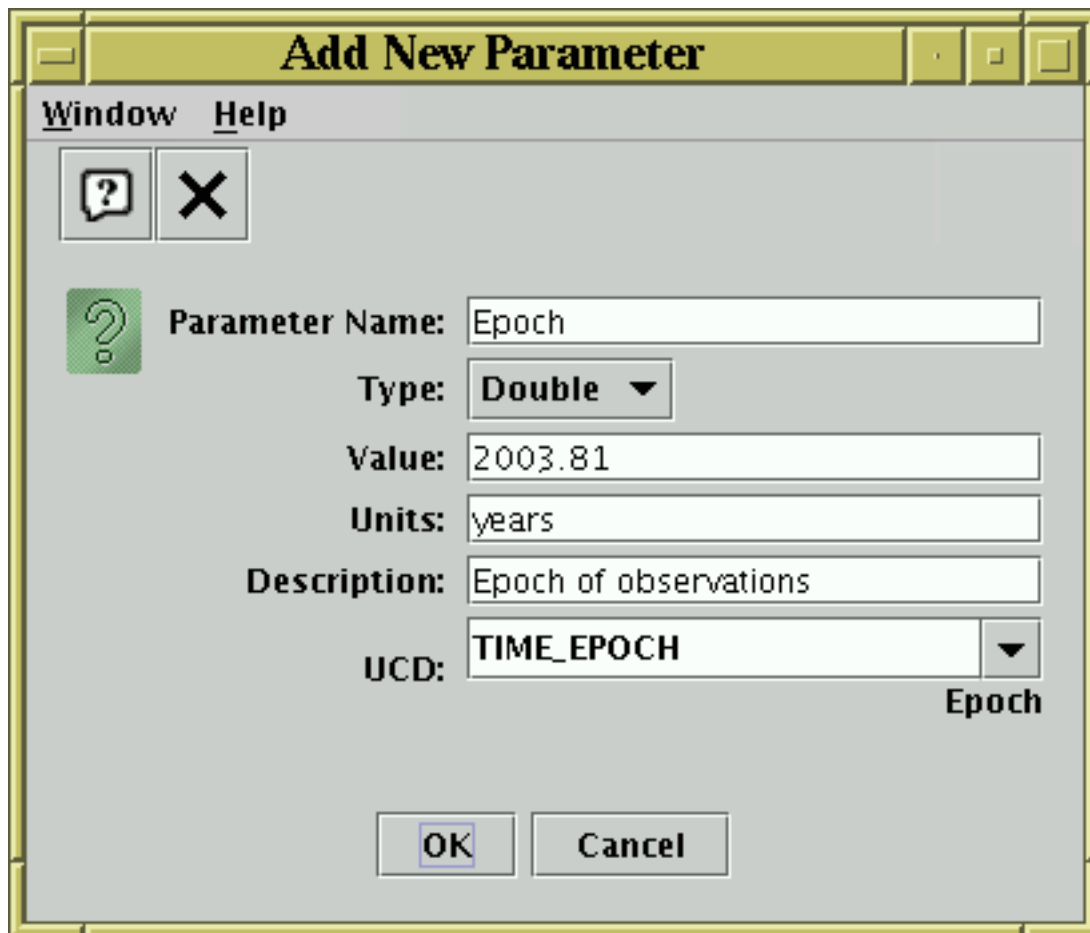 Add New Parameter
Window Help
Parameter Name: Epoch
Type: Double
Value: 2003.81
Units: years
Description: Epoch of observations
UCD: TIME_EPOCH
Epoch
OK Cancel